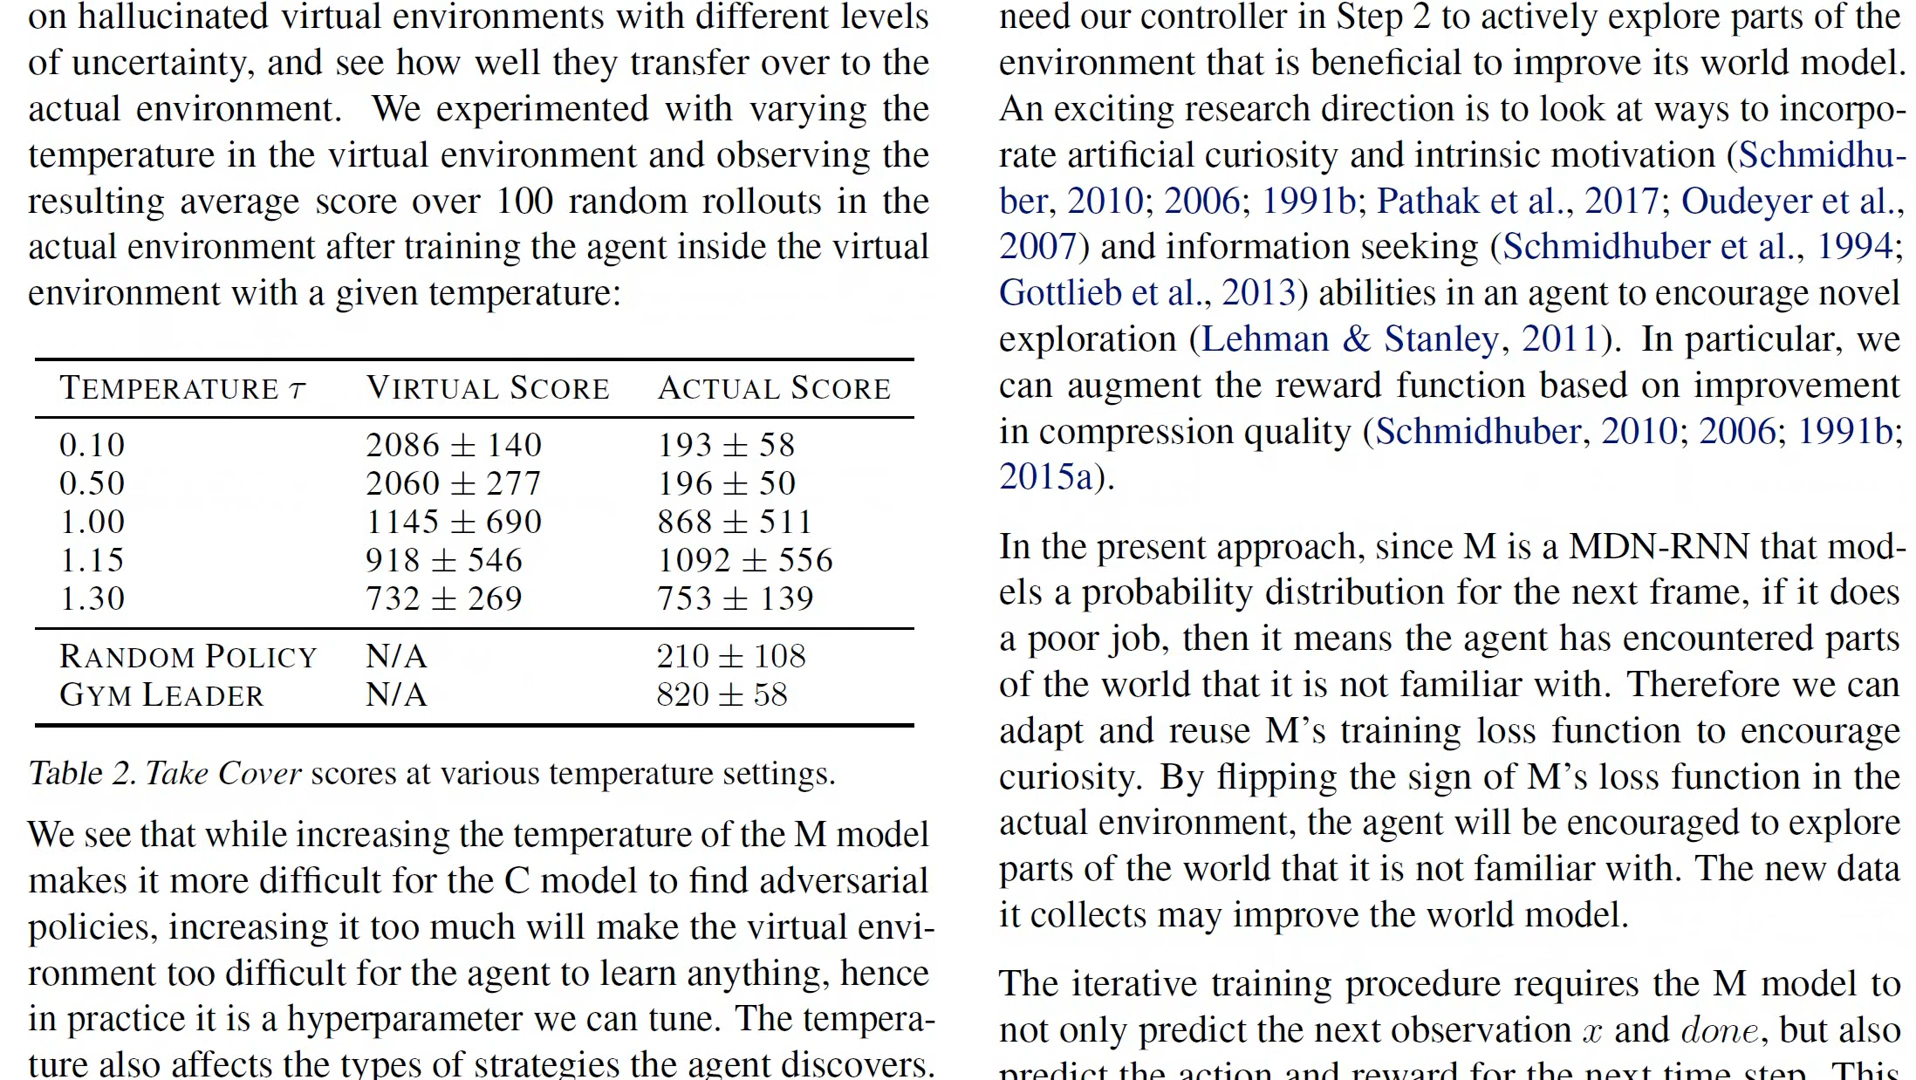 on hallucinated virtual environments with different levels
of uncertainty, and see how well they transfer over to the
actual environment. We experimented with varying the
temperature in the virtual environment and observing the
resulting average score over 100 random rollouts in the
actual environment after training the agent inside the virtual
environment with a given temperature:
TEMPERATURE τ VIRTUAL SCORE ACTUAL SCORE
0.10 2086 ± 140 193 ± 58
0.50 2060 ± 277 196 ± 50
1.00 1145 ± 690 868 ± 511
1.15 918 ± 546 1092 ± 556
1.30 732 ± 269 753 ± 139
RANDOM POLICY N/A 210 ± 108
GYM LEADER N/A 820 ± 58
Table 2. Take Cover scores at various temperature settings.
We see that while increasing the temperature of the M model
makes it more difficult for the C model to find adversarial
policies, increasing it too much will make the virtual envi-
ronment too difficult for the agent to learn anything, hence
in practice it is a hyperparameter we can tune. The tempera-
ture also affects the types of strategies the agent discovers.
need our controller in Step 2 to actively explore parts of the
environment that is beneficial to improve its world model.
An exciting research direction is to look at ways to incorpo-
rate artificial curiosity and intrinsic motivation (Schmidhu-
ber, 2010; 2006; 1991b; Pathak et al., 2017; Oudeyer et al.,
2007) and information seeking (Schmidhuber et al., 1994;
Gottlieb et al., 2013) abilities in an agent to encourage novel
exploration (Lehman & Stanley, 2011). In particular, we
can augment the reward function based on improvement
in compression quality (Schmidhuber, 2010; 2006; 1991b;
2015a).
In the present approach, since M is a MDN-RNN that mod-
els a probability distribution for the next frame, if it does
a poor job, then it means the agent has encountered parts
of the world that it is not familiar with. Therefore we can
adapt and reuse M's training loss function to encourage
curiosity. By flipping the sign of M's loss function in the
actual environment, the agent will be encouraged to explore
parts of the world that it is not familiar with. The new data
it collects may improve the world model.
The iterative training procedure requires the M model to
not only predict the next observation x and done, but also
predict the action and reward for the next time step. This